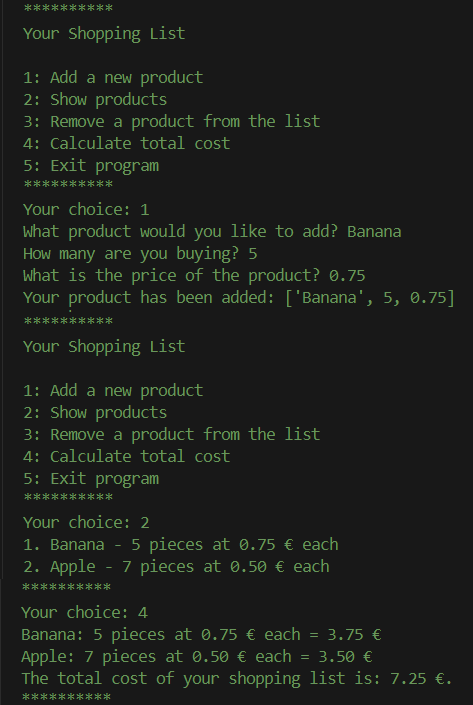 **********
Your Shopping List
1: Add a new product
2: Show products
3: Remove a product from the list
4: Calculate total cost
5: Exit program
**********
Your choice: 1
What product would you like to add? Banana
How many are you buying? 5
What is the price of the product? 0.75
Your product has been added: ['Banana', 5, 0.75]
**********
Your Shopping List
1: Add a new product
2: Show products
3: Remove a product from the list
4: Calculate total cost
5: Exit program
**********
Your choice: 2
1. Banana - 5 pieces at 0.75 € each
2. Apple - 7 pieces at 0.50 € each
**********
Your choice: 4
Banana: 5 pieces at 0.75 € each = 3.75 €
Apple: 7 pieces at 0.50 € each = 3.50 €
The total cost of your shopping list is: 7.25 €.
**********